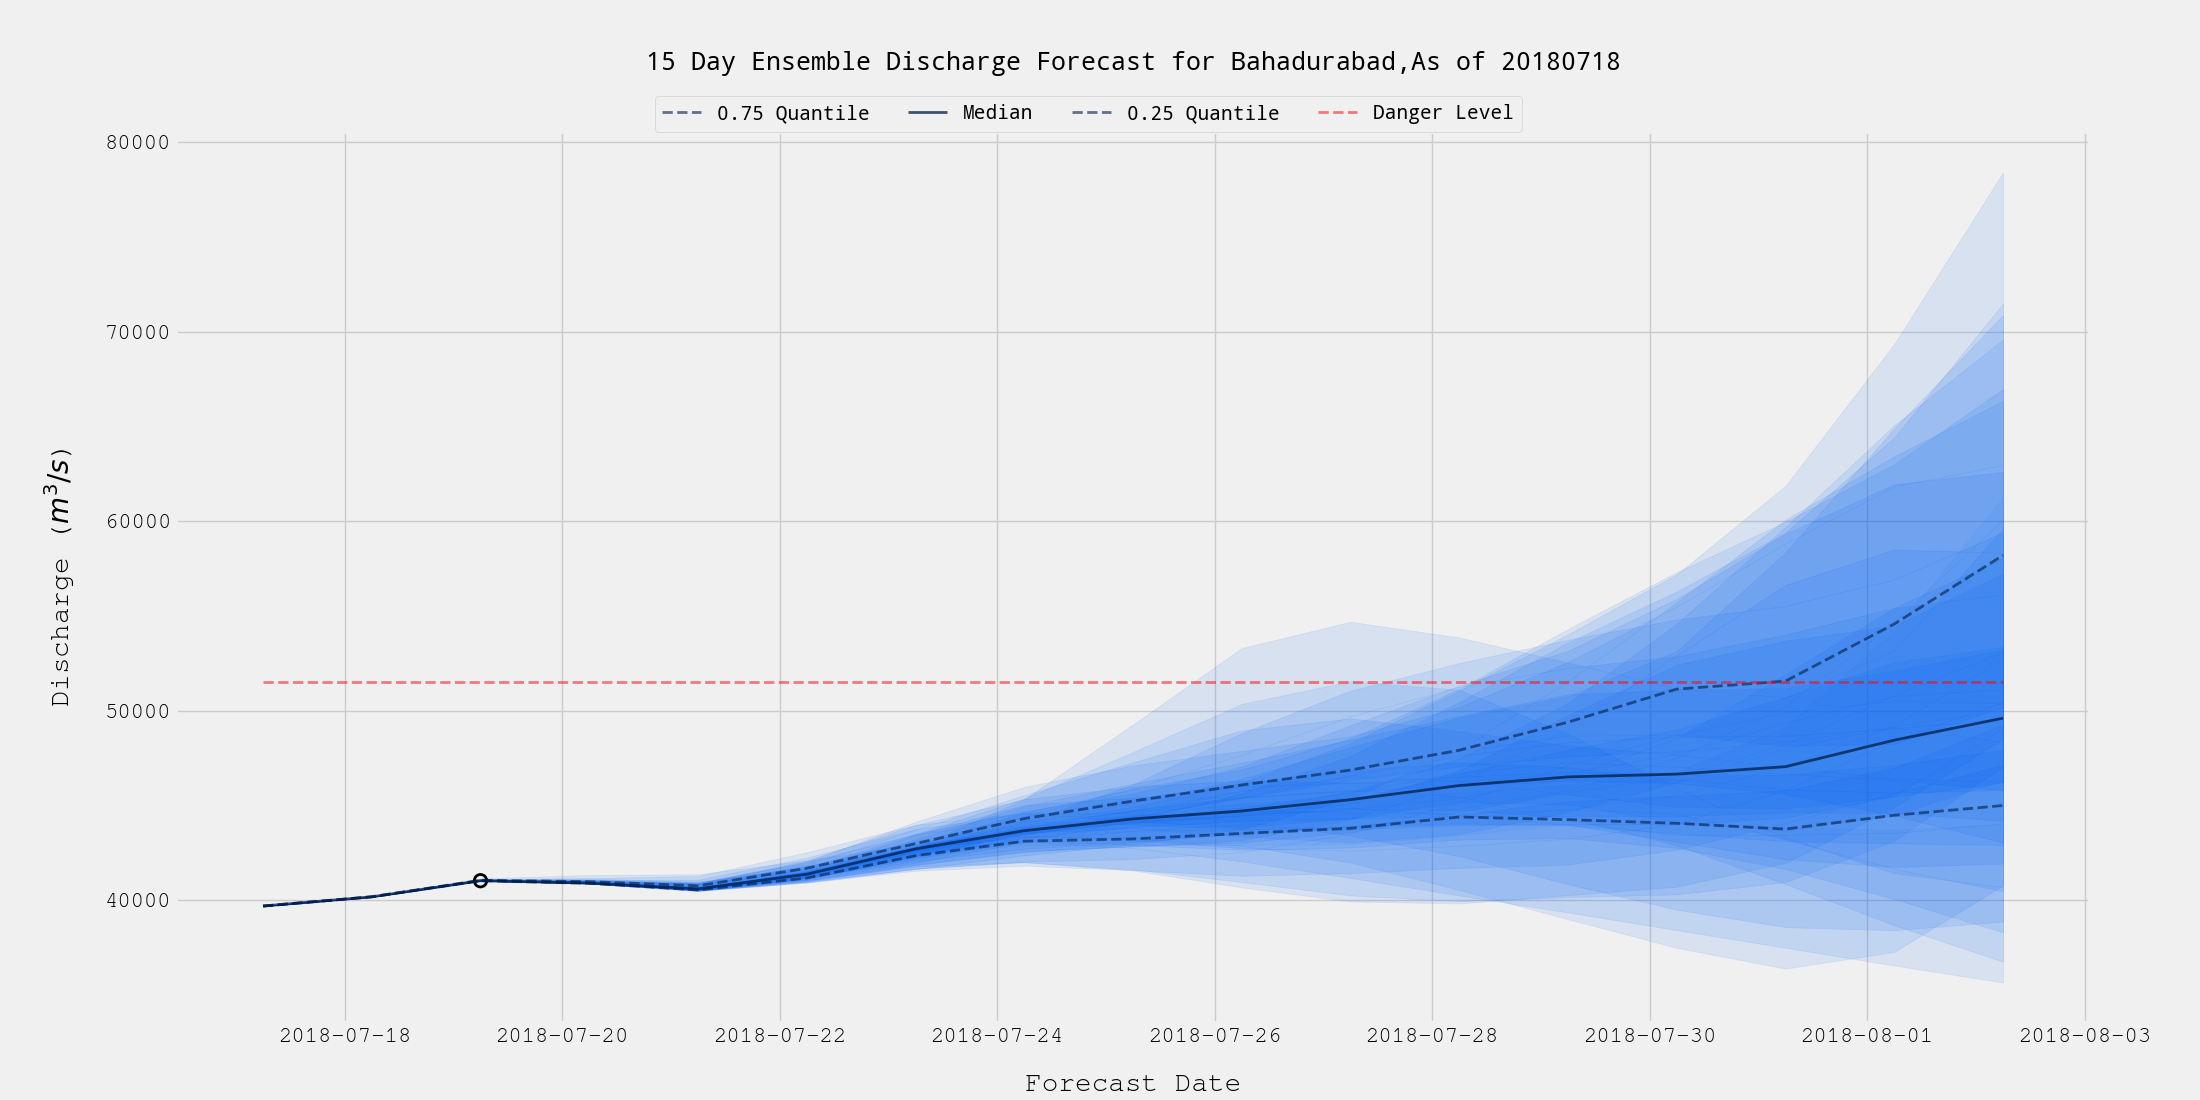 15 Day Ensemble Discharge Forecast for Bahadurabad,As of 20180718
0.75 Quantile Median 0.25 Quantile Danger Level
80000
70000
60000
50000
40000
Discharge (m³/s)
2018-07-18 2018-07-20 2018-07-22 2018-07-24 2018-07-26 2018-07-28 2018-07-30 2018-08-01 2018-08-03
Forecast Date